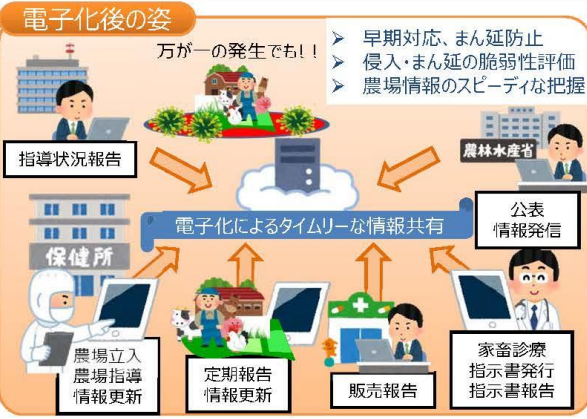 電子化後の姿
万が一の発生でも!!
➢ 早期対応、まん延防止
➢ 侵入・まん延の脆弱性評価
➢ 農場情報のスピーディな把握
指導状況報告
農林水産省
公表
情報発信
電子化によるタイムリーな情報共有
保健所
農場立入
農場指導
情報更新
定期報告
情報更新
販売報告
家畜診療
指示書発行
指示書報告